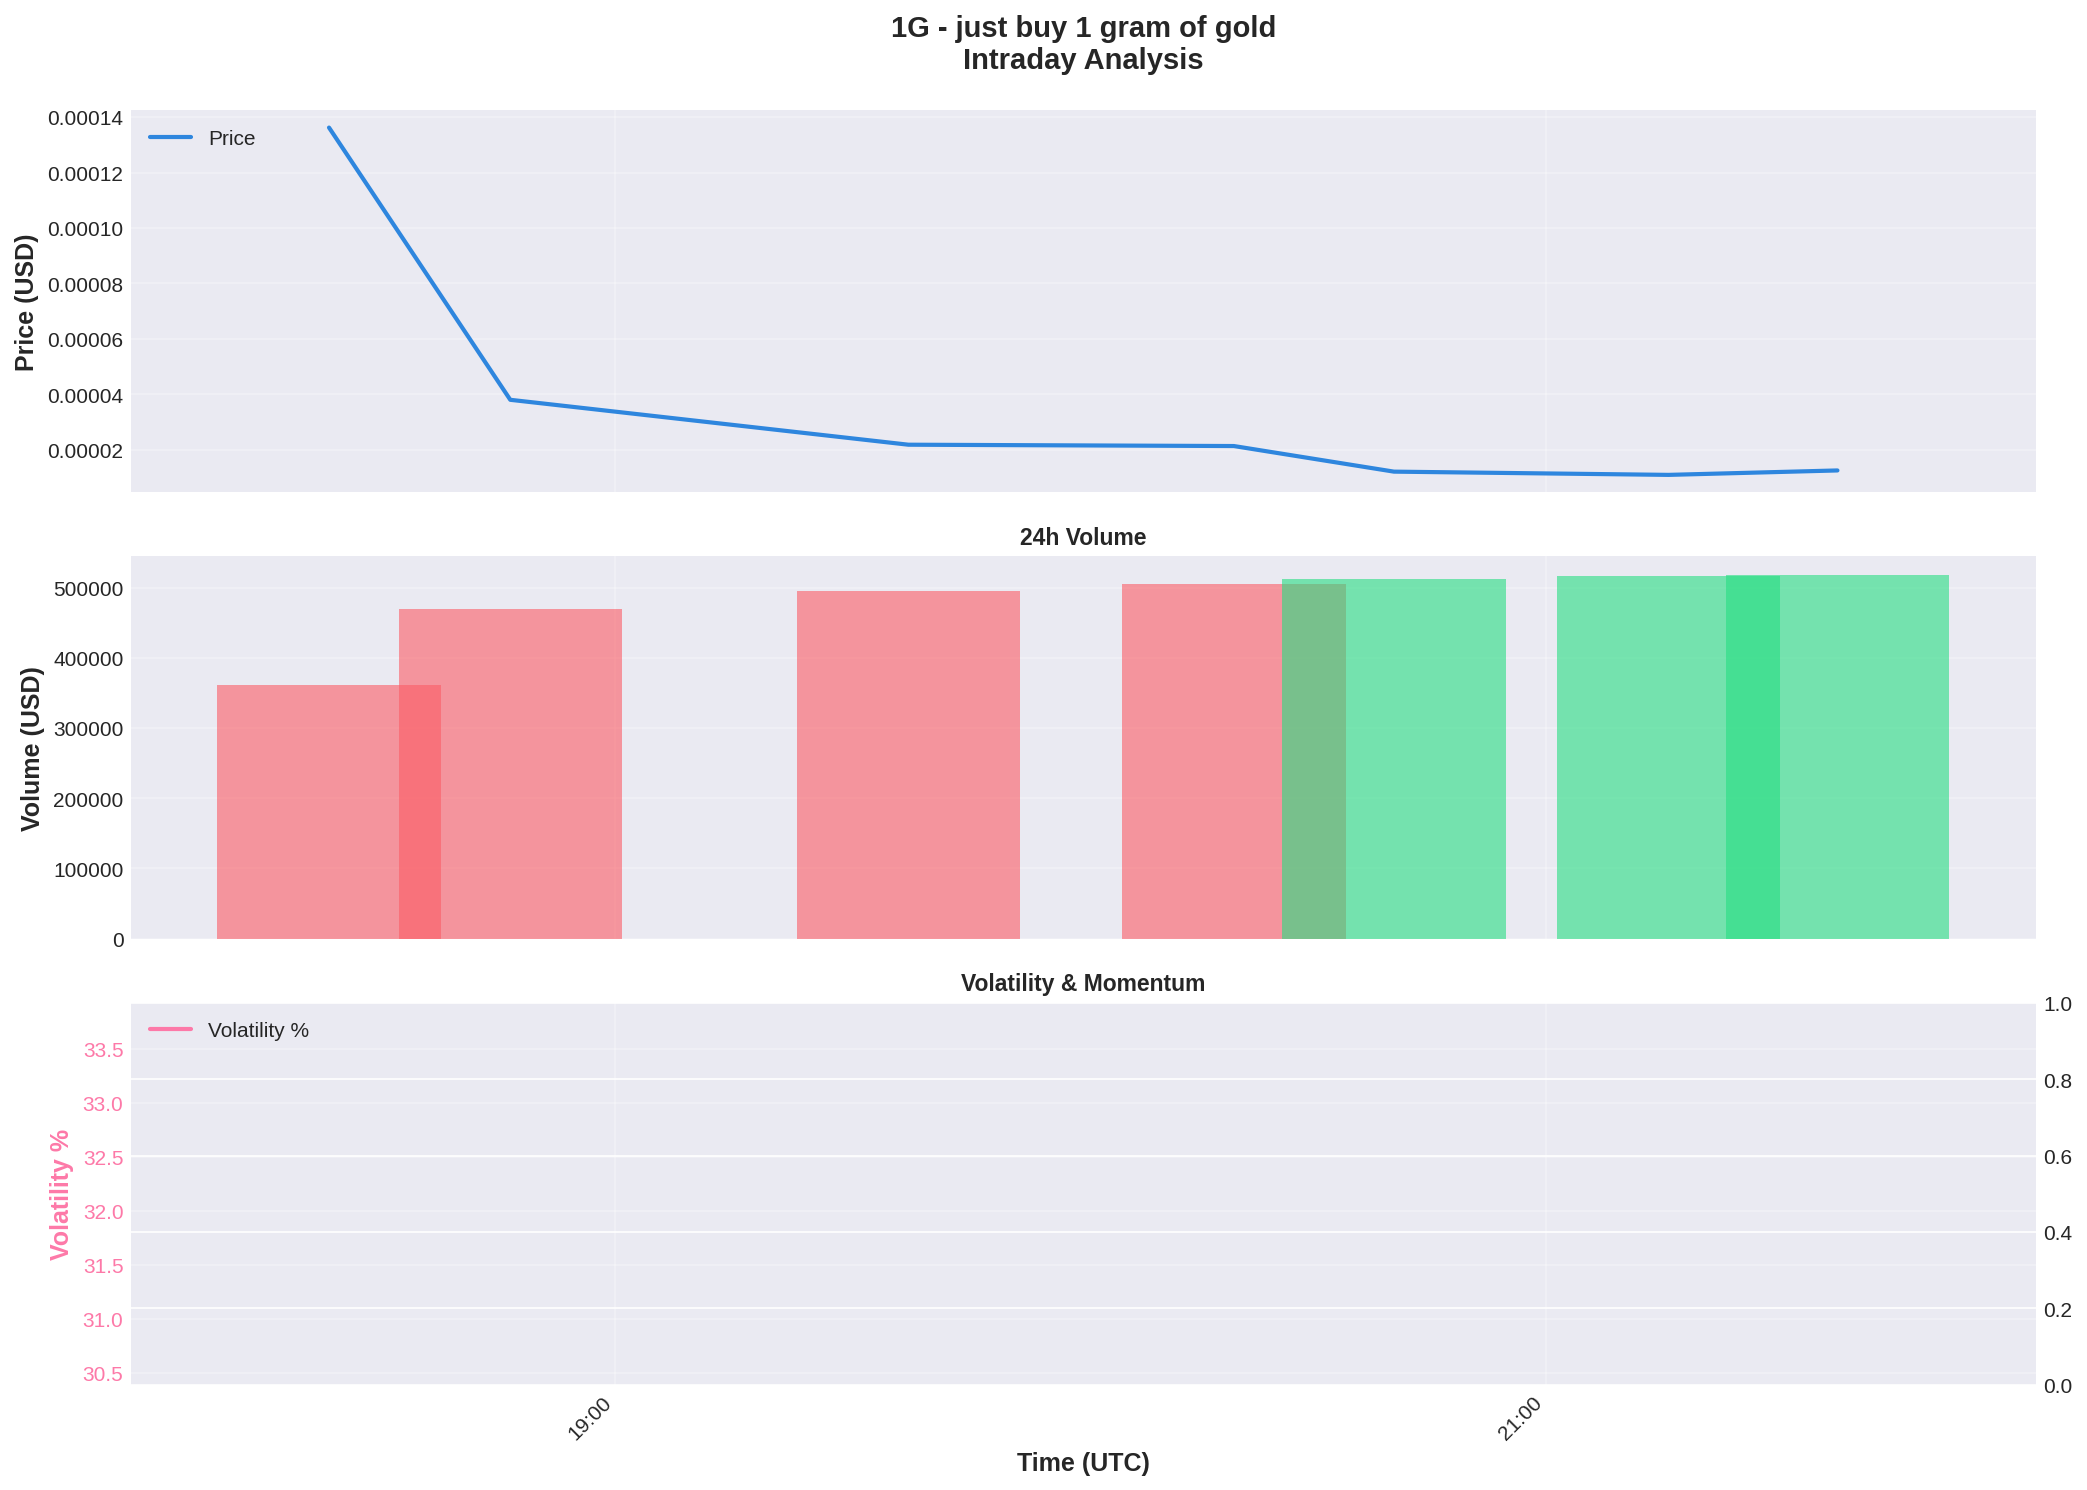 1G - just buy 1 gram of gold
Intraday Analysis
Price
Price (USD)
0.00014
0.00012
0.00010
0.00008
0.00006
0.00004
0.00002
24h Volume
Volume (USD)
500000
400000
300000
200000
100000
0
Volatility & Momentum
Volatility %
Volatility %
33.5
33.0
32.5
32.0
31.5
31.0
30.5
1.0
0.8
0.6
0.4
0.2
0.0
19:00
21:00
Time (UTC)